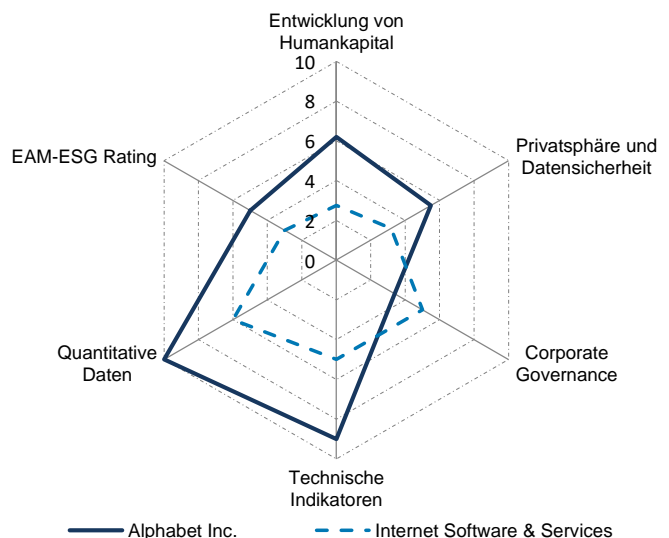 Entwicklung von
Humankapital
10
8
6
4
2
0
Privatsphäre und
Datensicherheit
EAM-ESG Rating
Quantitative
Daten
Corporate
Governance
Technische
Indikatoren
Alphabet Inc.
Internet Software & Services